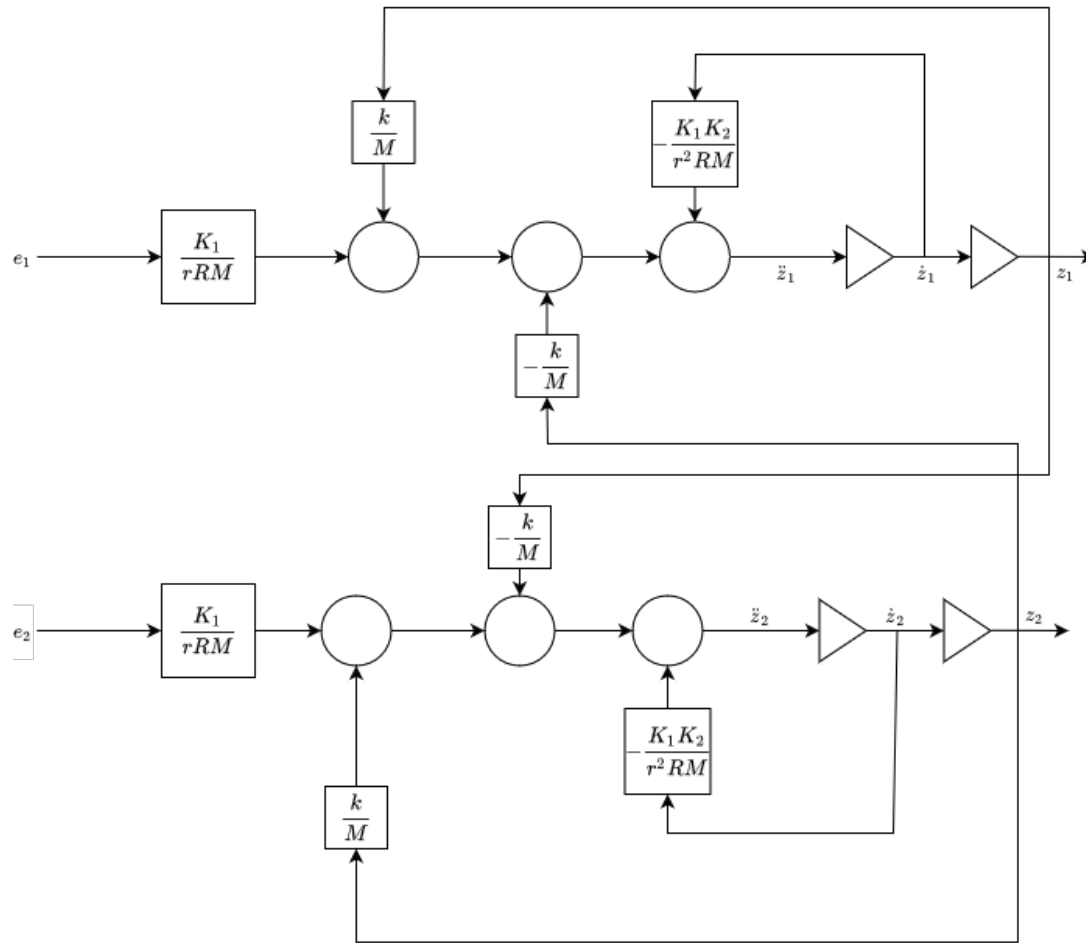 k/M
-K₁K₂/r²RM
e₁
K₁/rRM
z̈₁
ż₁
z₁
-k/M
-k/M
e₂
K₁/rRM
z̈₂
ż₂
z₂
-K₁K₂/r²RM
k/M